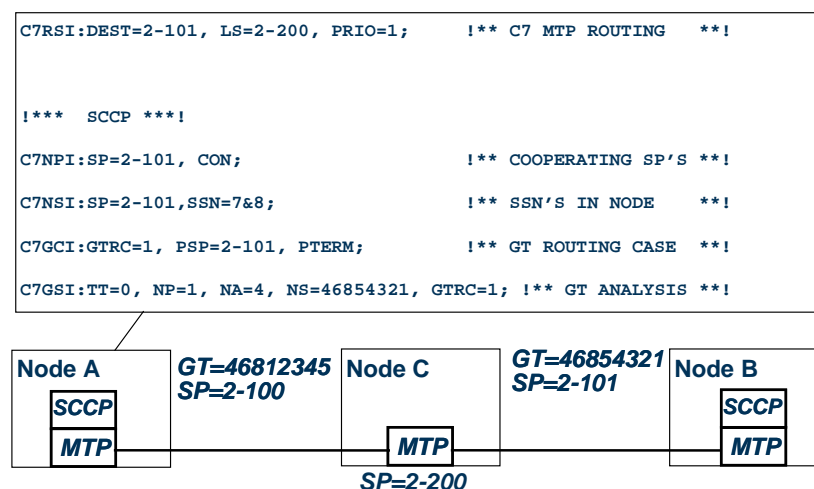 C7RSI:DEST=2-101, LS=2-200, PRIO=1; !** C7 MTP ROUTING **!
!*** SCCP ***!
C7NPI:SP=2-101, CON; !** COOPERATING SP'S **!
C7NSI:SP=2-101,SSN=7&8; !** SSN'S IN NODE **!
C7GCI:GTRC=1, PSP=2-101, PTERM; !** GT ROUTING CASE **!
C7GSI:TT=0, NP=1, NA=4, NS=46854321, GTRC=1; !** GT ANALYSIS **!
Node A
GT=46812345
SP=2-100
Node C
GT=46854321
SP=2-101
Node B
SCCP
SCCP
MTP
MTP
MTP
SP=2-200